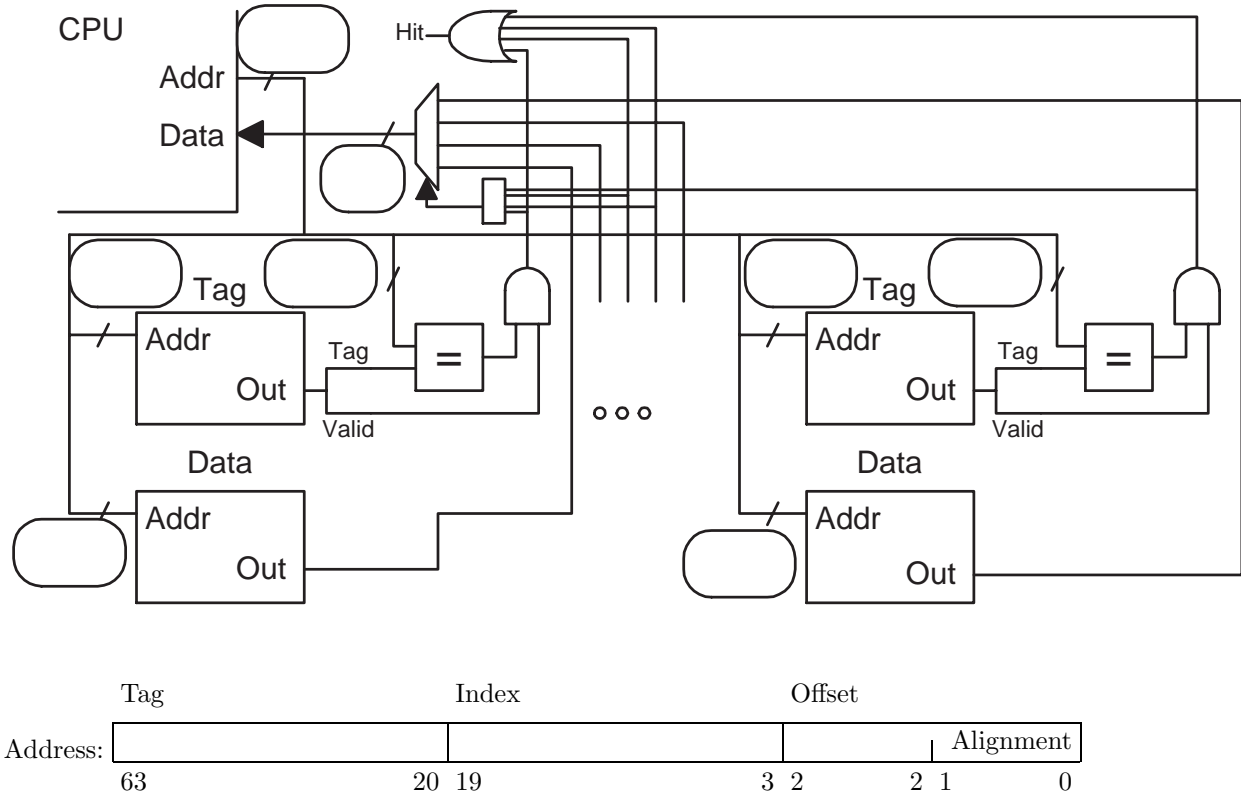 CPU
Hit
Addr
Data
Tag
Tag
Addr
Tag
=
Addr
Tag
=
Out
Out
Valid
Valid
Data
Data
Addr
Addr
Out
Out
Tag Index Offset
Address: Alignment
63 20 19 3 2 2 1 0